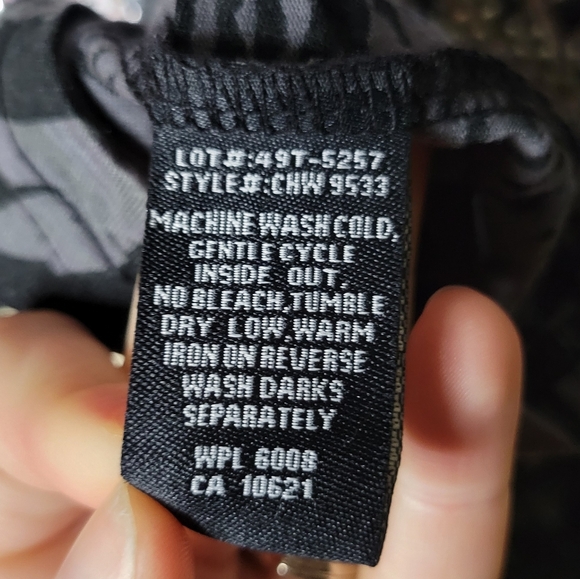 LOT#:49T-5257
STYLE#:CHW 9533
MACHINE WASH COLD,
GENTLE CYCLE
INSIDE OUT.
NO BLEACH.TUMBLE
DRY LOW.WARM
IRON ON REVERSE
WASH DARKS
SEPARATELY
WPL 6008
CA 10621